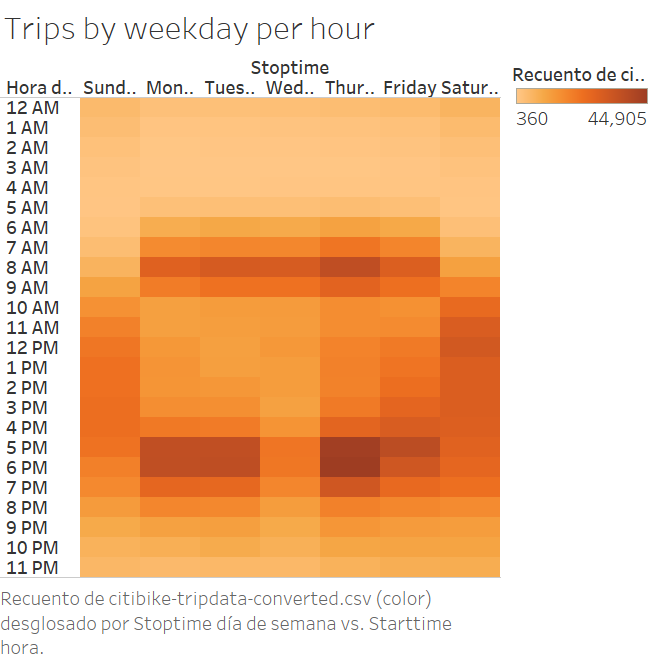 Trips by weekday per hour
Stoptime
Hora d.. Sund.. Mon.. Tues.. Wed.. Thur.. Friday Satur..
Recuento de ci..
360 44,905
12 AM
1 AM
2 AM
3 AM
4 AM
5 AM
6 AM
7 AM
8 AM
9 AM
10 AM
11 AM
12 PM
1 PM
2 PM
3 PM
4 PM
5 PM
6 PM
7 PM
8 PM
9 PM
10 PM
11 PM
Recuento de citibike-tripdata-converted.csv (color)
desglosado por Stoptime día de semana vs. Starttime
hora.